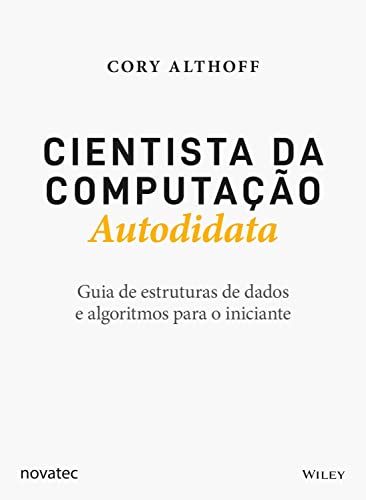 CORY ALTHOFF
CIENTISTA DA
COMPUTAÇÃO
Autodidata
Guia de estruturas de dados
e algoritmos para o iniciante
novatec
WILEY